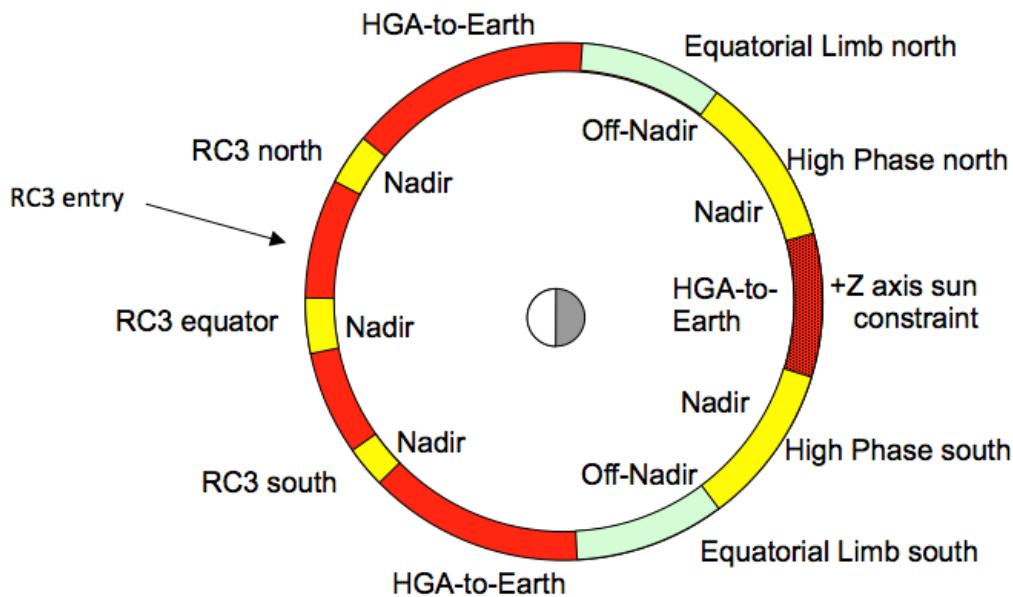 HGA-to-Earth
Equatorial Limb north
Off-Nadir
RC3 north
Nadir
High Phase north
RC3 entry
Nadir
HGA-to-
Earth
+Z axis sun
constraint
RC3 equator
Nadir
Nadir
Nadir
High Phase south
RC3 south
Off-Nadir
Equatorial Limb south
HGA-to-Earth